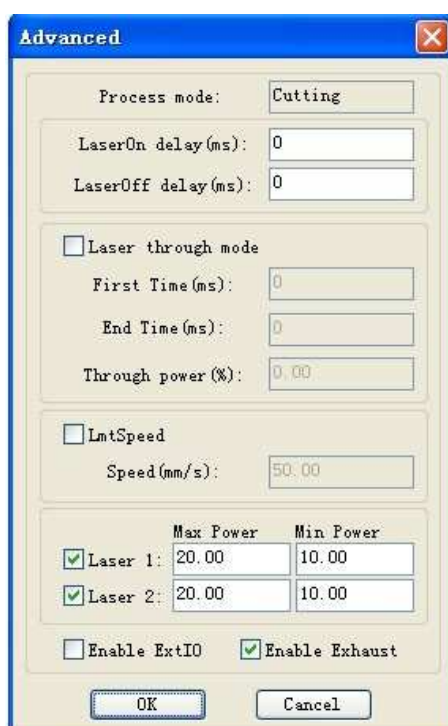 Advanced
Process mode: Cutting
LaserOn delay(ms): 0
LaserOff delay(ms): 0
Laser through mode
First Time(ms): 0
End Time(ms): 0
Through power(%): 0.00
LmtSpeed
Speed(mm/s): 50.00
Max Power Min Power
Laser 1: 20.00 10.00
Laser 2: 20.00 10.00
Enable ExtIO Enable Exhaust
OK Cancel